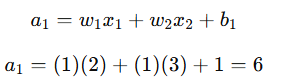 a₁ = w₁x₁ + w₂x₂ + b₁
a₁ = (1)(2) + (1)(3) + 1 = 6